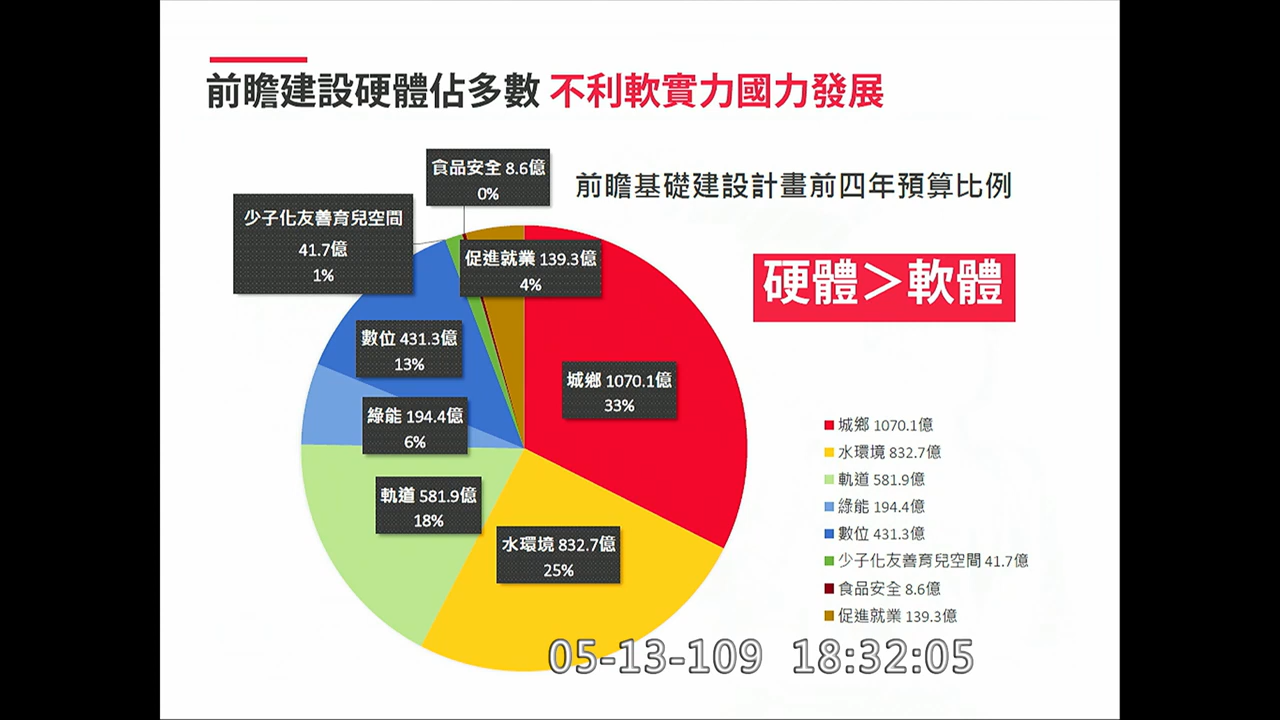 前瞻建設硬體佔多數 不利軟實力國力發展
前瞻基礎建設計畫前四年預算比例
食品安全 8.6億
0%
少子化友善育兒空間
41.7億
1%
促進就業 139.3億
4%
數位 431.3億
13%
綠能 194.4億
6%
軌道 581.9億
18%
水環境 832.7億
25%
城鄉 1070.1億
33%
硬體＞軟體
城鄉 1070.1億
水環境 832.7億
軌道 581.9億
綠能 194.4億
數位 431.3億
少子化友善育兒空間 41.7億
食品安全 8.6億
促進就業 139.3億
05-13-109 18:32:05